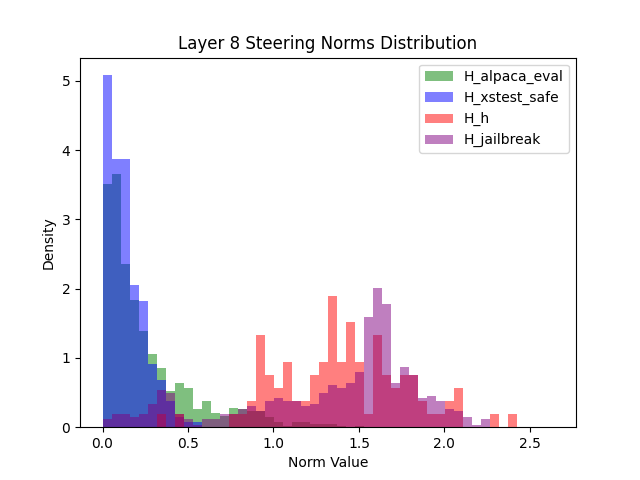 Layer 8 Steering Norms Distribution
H_alpaca_eval
H_xstest_safe
H_h
H_jailbreak
Density
5
4
3
2
1
0
0.0 0.5 1.0 1.5 2.0 2.5
Norm Value